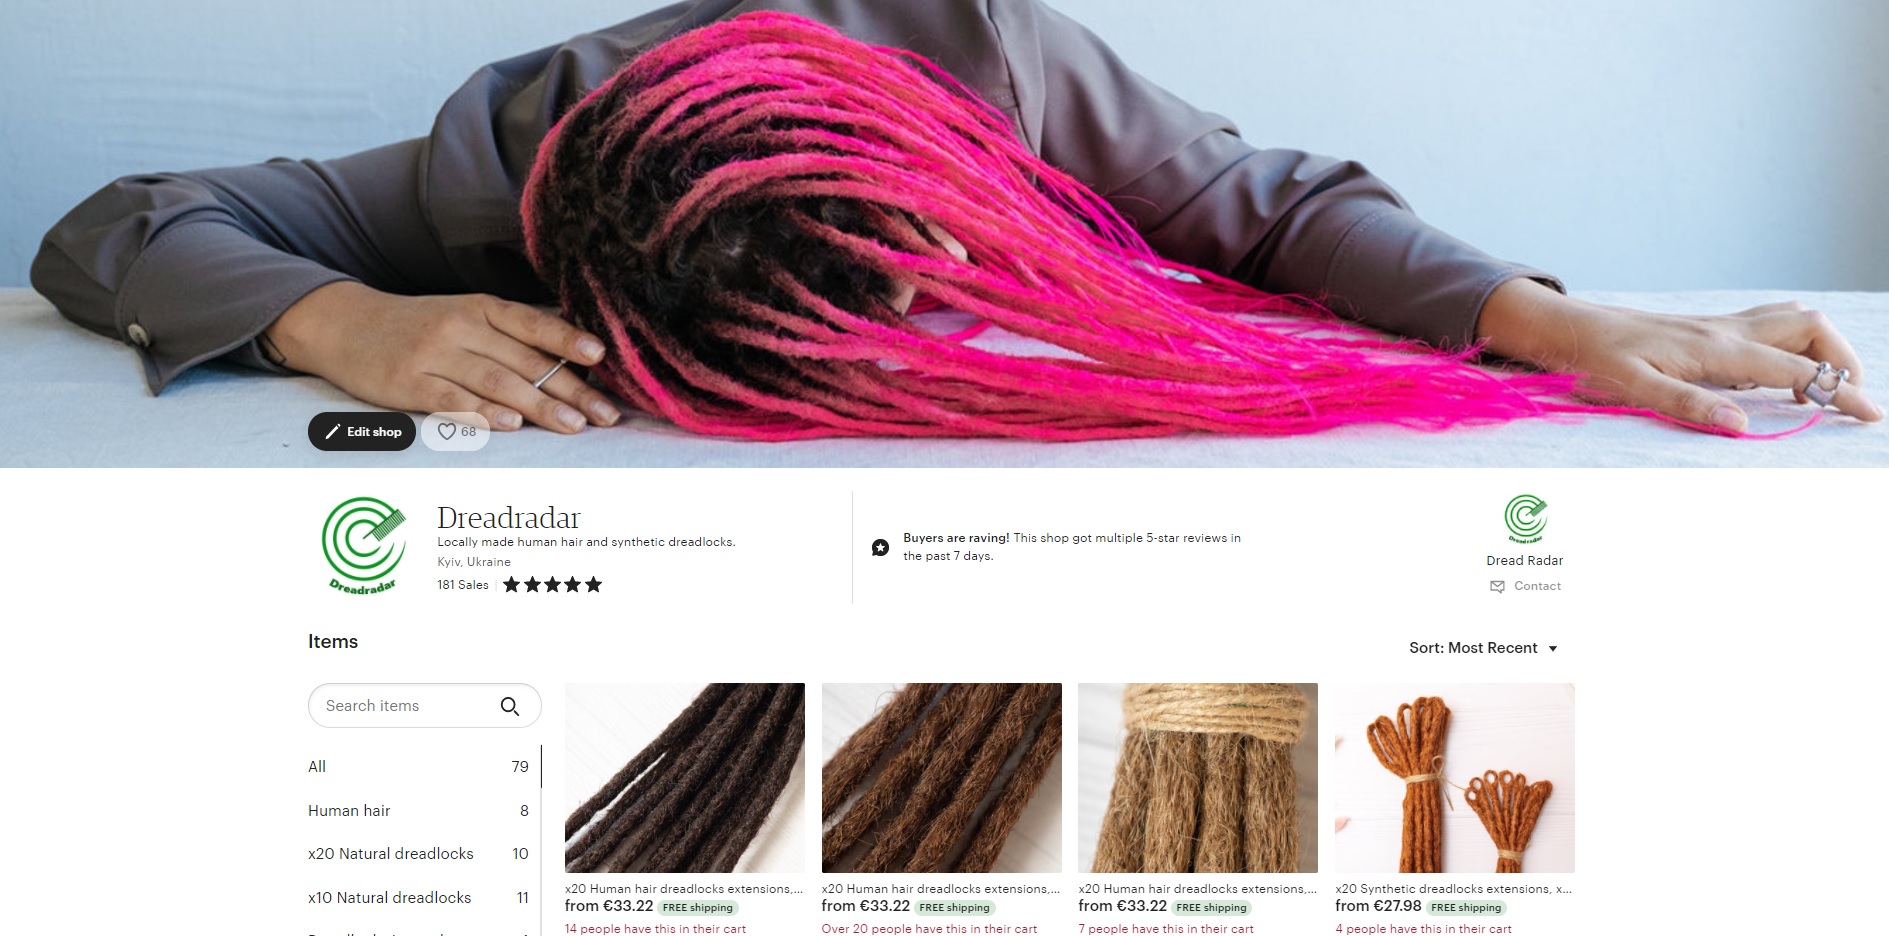 Edit shop
68
Dreadradar
Dreadradar
Locally made human hair and synthetic dreadlocks.
Kyiv, Ukraine
181 Sales
Buyers are raving! This shop got multiple 5-star reviews in
the past 7 days.
Dreadradar
Dread Radar
Contact
Items
Sort: Most Recent
Search items
All 79
Human hair 8
x20 Natural dreadlocks 10
x10 Natural dreadlocks 11
x20 Human hair dreadlocks extensions,...
from €33.22 FREE shipping
14 people have this in their cart
x20 Human hair dreadlocks extensions,...
from €33.22 FREE shipping
Over 20 people have this in their cart
x20 Human hair dreadlocks extensions,...
from €33.22 FREE shipping
7 people have this in their cart
x20 Synthetic dreadlocks extensions, x...
from €27.98 FREE shipping
4 people have this in their cart